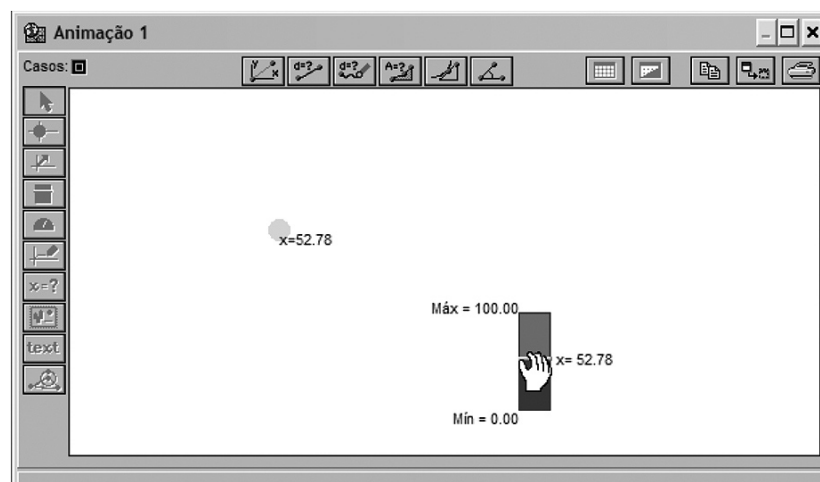 Animação 1
Casos:
y x
d=?
d=?
A=?
x=?
text
x=52.78
Máx = 100.00
x= 52.78
Mín = 0.00